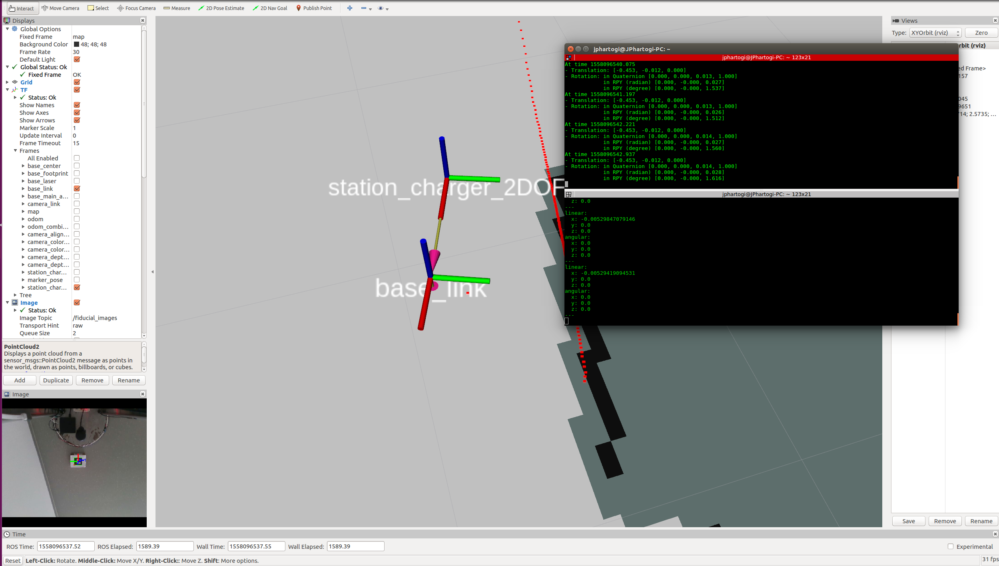 Interact Move Camera Select Focus Camera Measure 2D Pose Estimate 2D Nav Goal Publish Point
Displays
Global Options
Fixed Frame map
Background Color 48; 48; 48
Frame Rate 30
Default Light
Global Status: Ok
Fixed Frame OK
Grid
TF
Status: Ok
Show Names
Show Axes
Show Arrows
Marker Scale 1
Update Interval 0
Frame Timeout 15
Frames
All Enabled
base_center
base_footprint
base_laser
base_link
base_main_a...
camera_link
map
odom
odom_combi...
camera_align...
camera_color...
camera_color...
camera_dept...
camera_dept...
station_char...
marker_pose
station_char...
Tree
Image
Status: Ok
Image Topic /fiducial_images
Transport Hint raw
Queue Size 2
PointCloud2
Displays a point cloud from a
sensor_msgs::PointCloud2 message as points in
the world, drawn as points, billboards, or cubes.
Add Duplicate Remove Rename
Image
station_charger_2DOF
base_link
jphartogi@JPhartogi-PC: ~
jphartogi@JPhartogi-PC: ~ 123x21
At time 1558096540.075
- Translation: [-0.453, -0.012, 0.000]
- Rotation: in Quaternion [0.000, 0.000, 0.013, 1.000]
in RPY (radian) [0.000, -0.000, 0.027]
in RPY (degree) [0.000, -0.000, 1.537]
At time 1558096541.197
- Translation: [-0.453, -0.012, 0.000]
- Rotation: in Quaternion [0.000, 0.000, 0.013, 1.000]
in RPY (radian) [0.000, -0.000, 0.026]
in RPY (degree) [0.000, -0.000, 1.512]
At time 1558096542.221
- Translation: [-0.453, -0.012, 0.000]
- Rotation: in Quaternion [0.000, 0.000, 0.014, 1.000]
in RPY (radian) [0.000, -0.000, 0.027]
in RPY (degree) [0.000, -0.000, 1.560]
At time 1558096542.937
- Translation: [-0.453, -0.012, 0.000]
- Rotation: in Quaternion [0.000, 0.000, 0.014, 1.000]
in RPY (radian) [0.000, -0.000, 0.028]
in RPY (degree) [0.000, -0.000, 1.616]
jphartogi@JPhartogi-PC: ~ 123x21
z: 0.0
---
linear:
x: -0.00529847079146
y: 0.0
z: 0.0
angular:
x: 0.0
y: 0.0
z: 0.0
---
linear:
x: -0.00529419094531
y: 0.0
z: 0.0
angular:
x: 0.0
y: 0.0
z: 0.0
---
Views
Type: XYOrbit (rviz) Zero
rbit (rviz)
ed Frame>
157
045
9651
714; 2.5735; ...
Save Remove Rename
Time
ROS Time: 1558096537.52 ROS Elapsed: 1589.39 Wall Time: 1558096537.55 Wall Elapsed: 1589.39 Experimental
Reset Left-Click: Rotate. Middle-Click: Move X/Y. Right-Click:: Move Z. Shift: More options. 31 fps